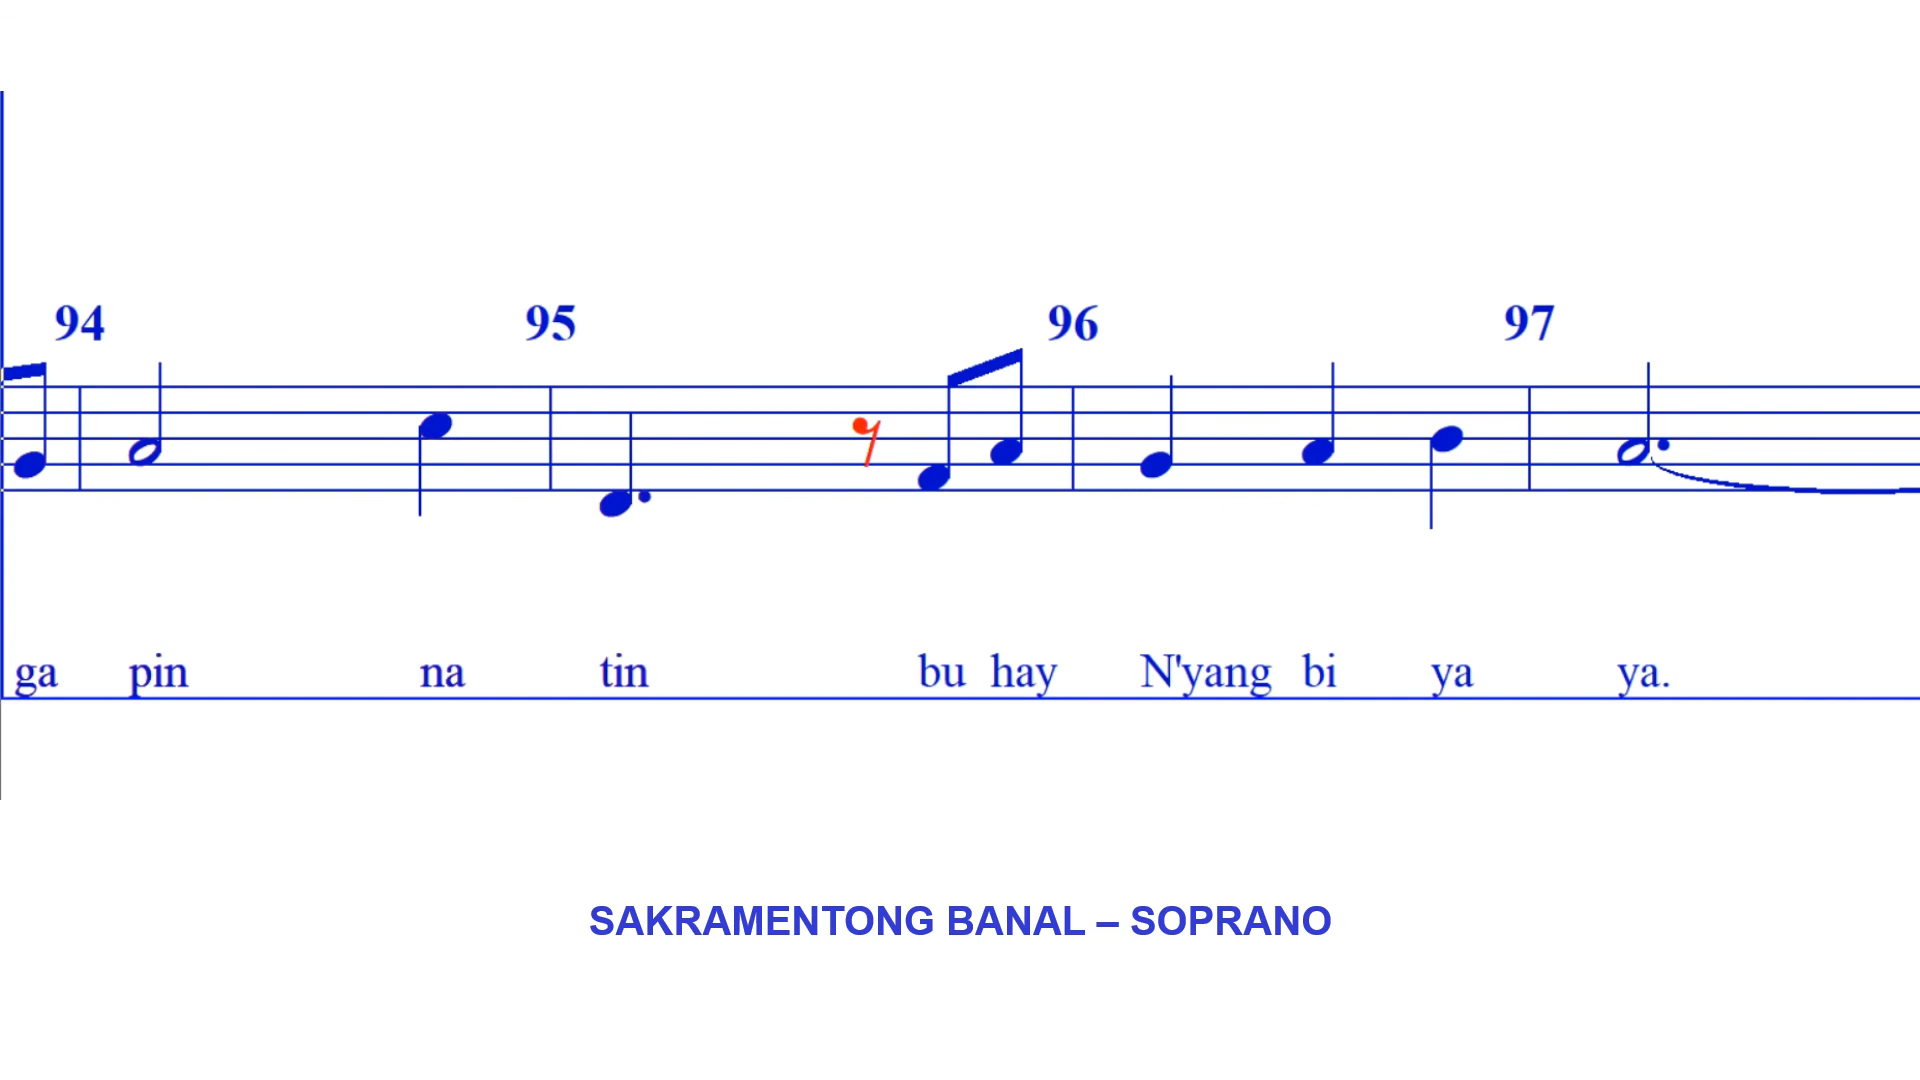 94 95 96 97
ga pin na tin bu hay N'yang bi ya ya.
SAKRAMENTONG BANAL – SOPRANO